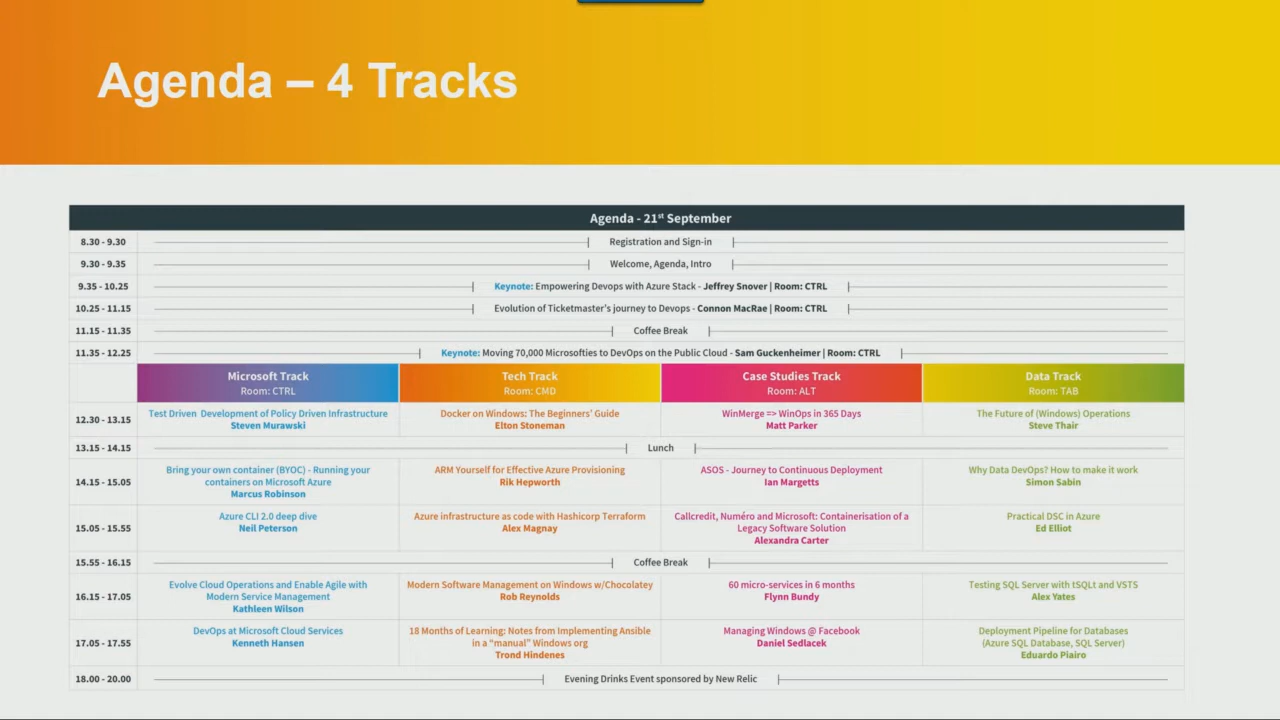 Agenda – 4 Tracks
Agenda - 21st September
8.30 - 9.30 Registration and Sign-in
9.30 - 9.35 Welcome, Agenda, Intro
9.35 - 10.25 Keynote: Empowering Devops with Azure Stack - Jeffrey Snover | Room: CTRL
10.25 - 11.15 Evolution of Ticketmaster's journey to Devops - Connon MacRae | Room: CTRL
11.15 - 11.35 Coffee Break
11.35 - 12.25 Keynote: Moving 70,000 Microsofties to DevOps on the Public Cloud - Sam Guckenheimer | Room: CTRL
Microsoft Track
Room: CTRL
Tech Track
Room: CMD
Case Studies Track
Room: ALT
Data Track
Room: TAB
12.30 - 13.15
Test Driven Development of Policy Driven Infrastructure
Steven Murawski
Docker on Windows: The Beginners' Guide
Elton Stoneman
WinMerge => WinOps in 365 Days
Matt Parker
The Future of (Windows) Operations
Steve Thair
13.15 - 14.15 Lunch
14.15 - 15.05
Bring your own container (BYOC) - Running your
containers on Microsoft Azure
Marcus Robinson
ARM Yourself for Effective Azure Provisioning
Rik Hepworth
ASOS - Journey to Continuous Deployment
Ian Margetts
Why Data DevOps? How to make it work
Simon Sabin
15.05 - 15.55
Azure CLI 2.0 deep dive
Neil Peterson
Azure infrastructure as code with Hashicorp Terraform
Alex Magnay
Callcredit, Numéro and Microsoft: Containerisation of a
Legacy Software Solution
Alexandra Carter
Practical DSC in Azure
Ed Elliot
15.55 - 16.15 Coffee Break
16.15 - 17.05
Evolve Cloud Operations and Enable Agile with
Modern Service Management
Kathleen Wilson
Modern Software Management on Windows w/Chocolatey
Rob Reynolds
60 micro-services in 6 months
Flynn Bundy
Testing SQL Server with tSQLt and VSTS
Alex Yates
17.05 - 17.55
DevOps at Microsoft Cloud Services
Kenneth Hansen
18 Months of Learning: Notes from Implementing Ansible
in a “manual” Windows org
Trond Hindenes
Managing Windows @ Facebook
Daniel Sedlacek
Deployment Pipeline for Databases
(Azure SQL Database, SQL Server)
Eduardo Piairo
18.00 - 20.00 Evening Drinks Event sponsored by New Relic